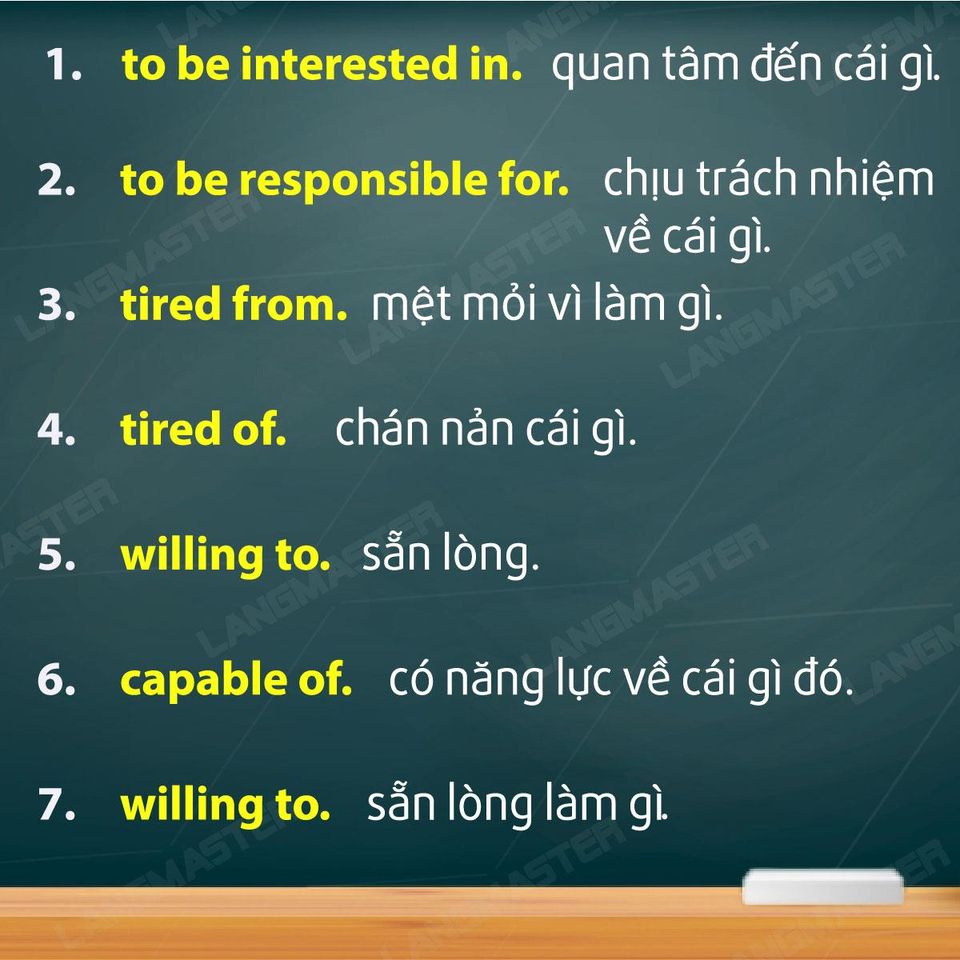 1. to be interested in. quan tâm đến cái gì.
2. to be responsible for. chịu trách nhiệm
về cái gì.
3. tired from. mệt mỏi vì làm gì.
4. tired of. chán nản cái gì.
5. willing to. sẵn lòng.
6. capable of. có năng lực về cái gì đó.
7. willing to. sẵn lòng làm gì.
LANGMASTER